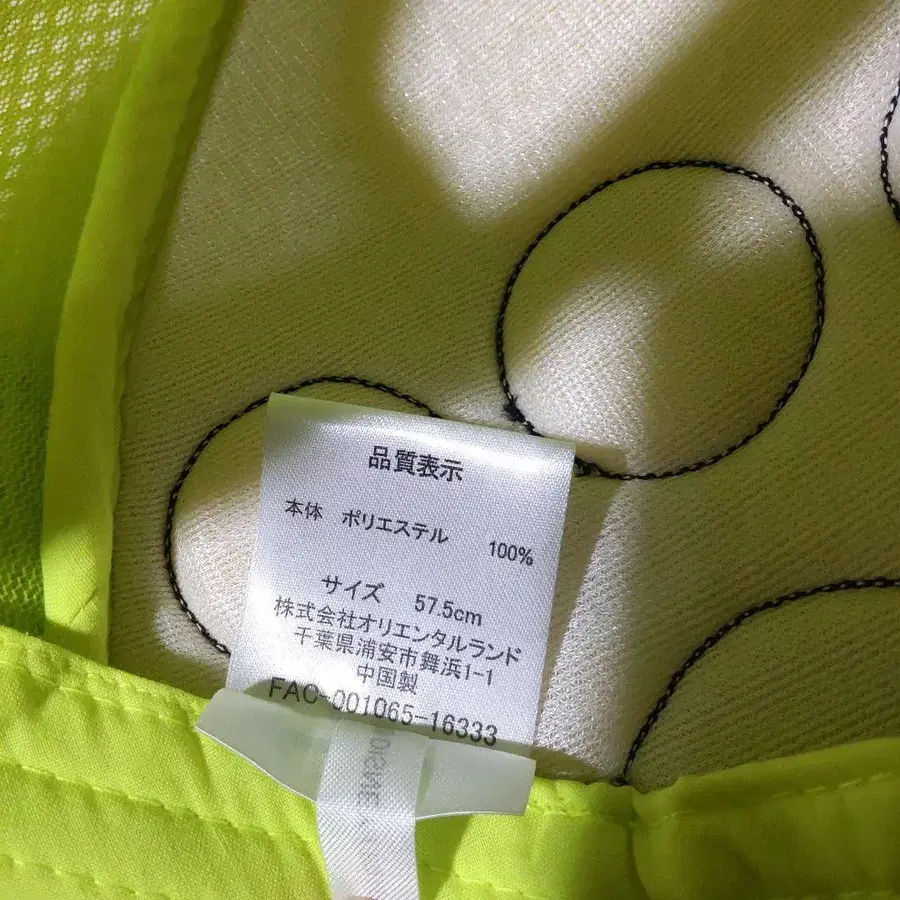 品質表示
本体 ポリエステル 100%
サイズ 57.5cm
株式会社オリエンタルランド
千葉県浦安市舞浜1-1
中国製
FAC-001065-16333